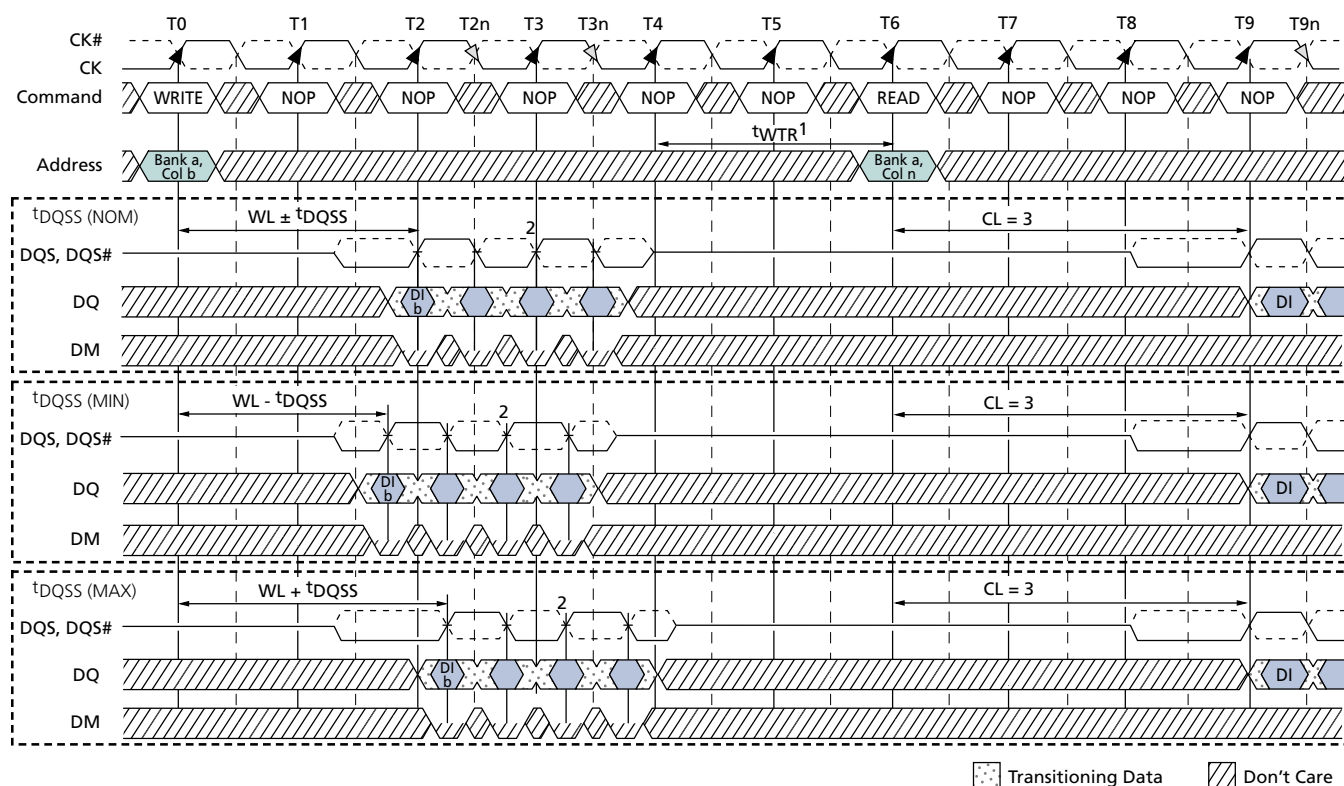 T0 T1 T2 T2n T3 T3n T4 T5 T6 T7 T8 T9 T9n
CK#
CK
Command WRITE NOP NOP NOP NOP NOP READ NOP NOP NOP
tWTR1
Address Bank a, Col b Bank a, Col n
tDQSS (NOM) WL ± tDQSS CL = 3
2
DQS, DQS#
DQ DI b DI
DM
tDQSS (MIN) WL - tDQSS CL = 3
2
DQS, DQS#
DQ DI b DI
DM
tDQSS (MAX) WL + tDQSS CL = 3
2
DQS, DQS#
DQ DI b DI
DM
Transitioning Data Don't Care